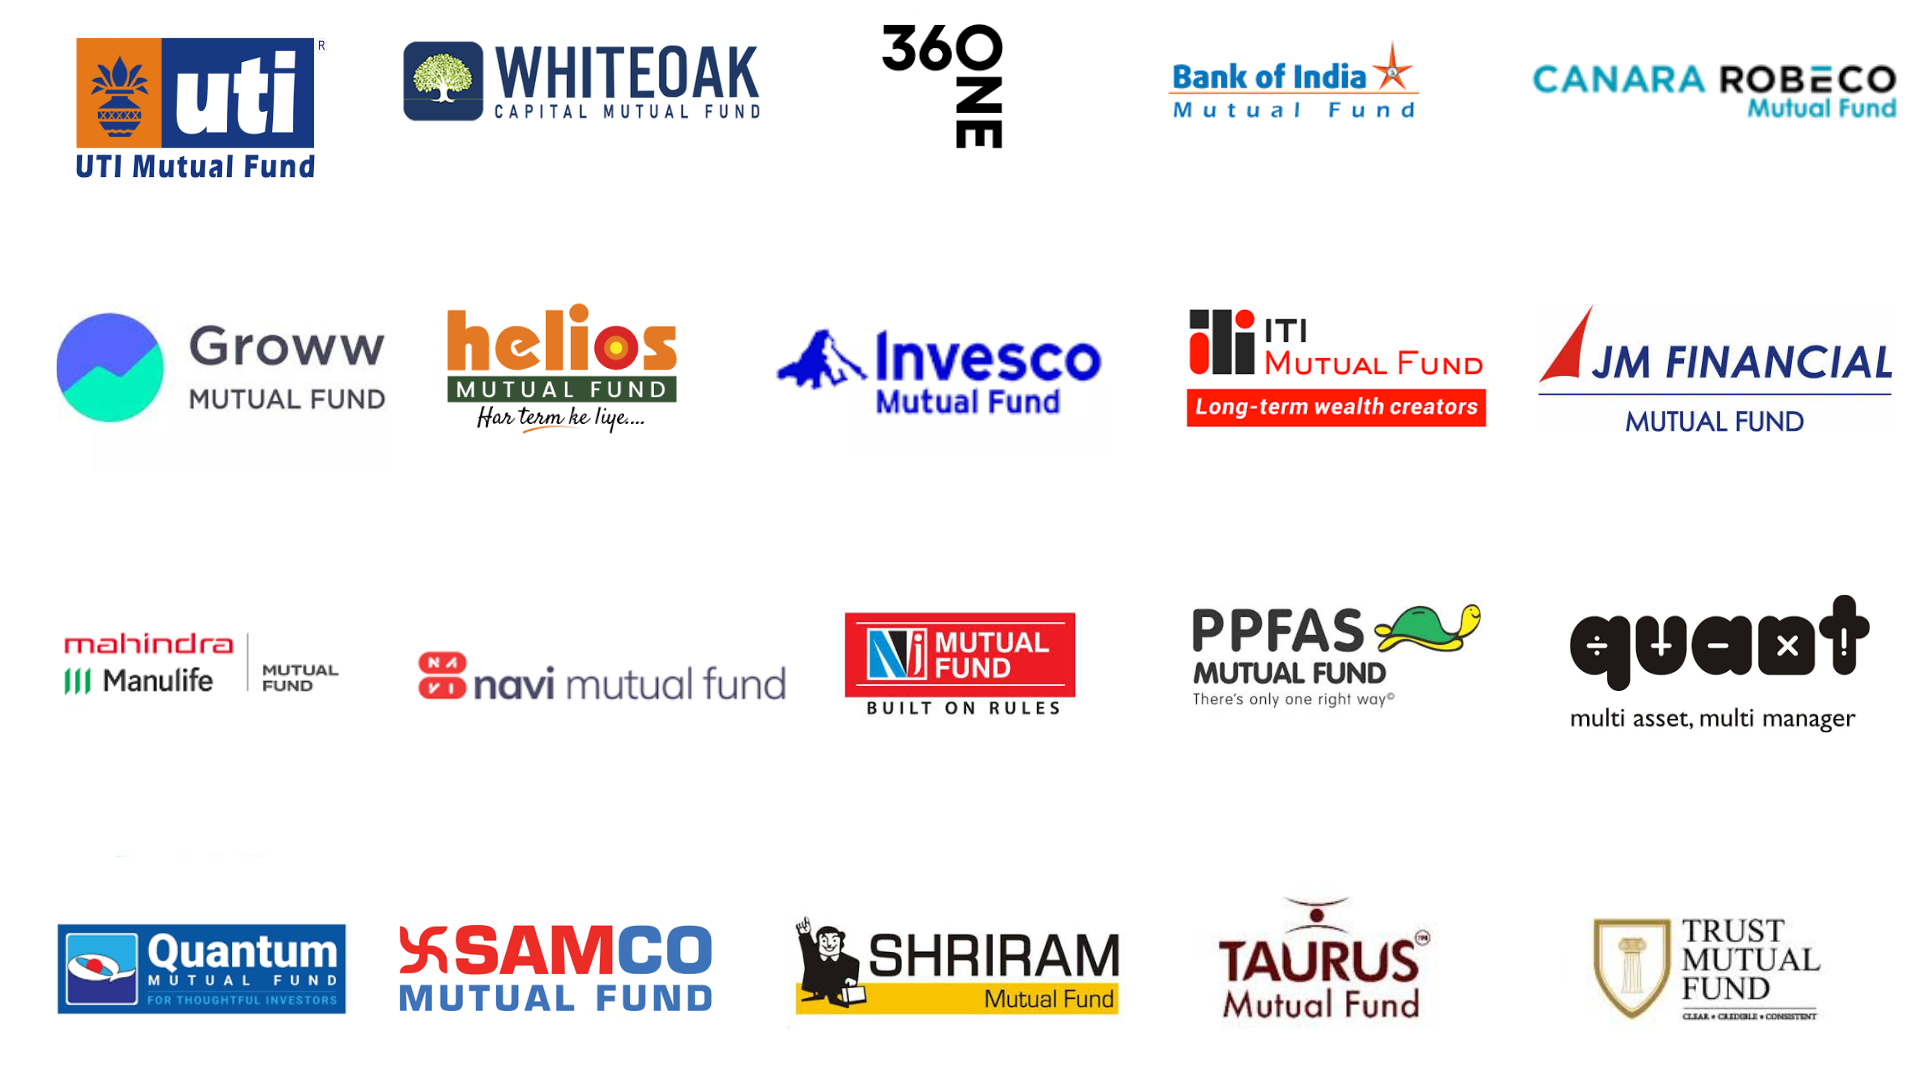 uti R
UTI Mutual Fund
WHITEOAK
CAPITAL MUTUAL FUND
360
ONE
Bank of India
Mutual Fund
CANARA ROBECO
Mutual Fund
Groww
MUTUAL FUND
helios
MUTUAL FUND
Har term ke liye....
Invesco
Mutual Fund
iti ITI
MUTUAL FUND
Long-term wealth creators
JM FINANCIAL
MUTUAL FUND
mahindra
Manulife
MUTUAL
FUND
NA
VI
navi mutual fund
Nj MUTUAL
FUND
BUILT ON RULES
PPFAS
MUTUAL FUND
There's only one right way©
quant
multi asset, multi manager
Quantum
MUTUAL FUND
FOR THOUGHTFUL INVESTORS
SAMCO
MUTUAL FUND
SHRIRAM
Mutual Fund
TAURUS
Mutual Fund
TRUST
MUTUAL
FUND
CLEAR • CREDIBLE • CONSISTENT